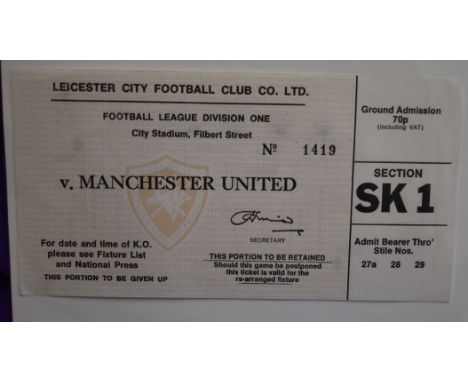 LEICESTER CITY FOOTBALL CLUB CO. LTD.
FOOTBALL LEAGUE DIVISION ONE
City Stadium, Filbert Street
Nº 1419
v. MANCHESTER UNITED
SECRETARY
For date and time of K.O.
please see Fixture List
and National Press
THIS PORTION TO BE GIVEN UP
THIS PORTION TO BE RETAINED
Should this game be postponed
this ticket is valid for the
re-arranged fixture
Ground Admission
70p
(including VAT)
SECTION
SK 1
Admit Bearer Thro'
Stile Nos.
27a 28 29